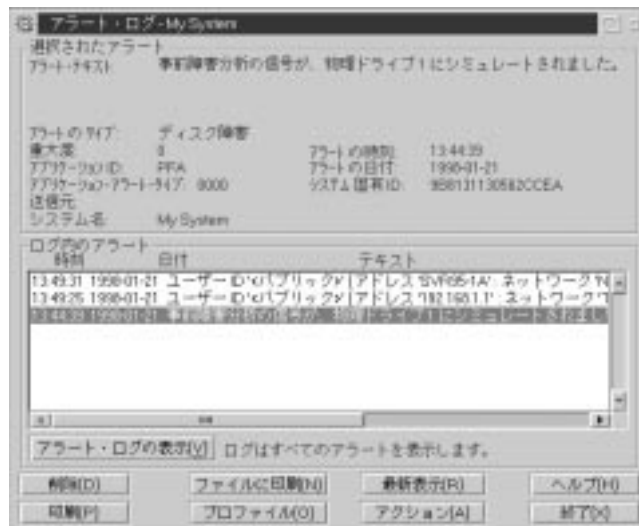 アラート・ログ - My System
選択されたアラート
アラート・テキスト: 事前障害分析の信号が、物理ドライブ1にシミュレートされました。
アラートのタイプ: ディスク障害
重大度 0 アラートの時刻: 13:44:39
アプリケーションID: PFA アラートの日付: 1998-01-21
アプリケーション・アラート・タイプ: 0000 システム固有ID: 9B8131130582CCEA
送信元
システム名 My System
ログ内のアラート
時刻 日付 テキスト
13:49:31 1998-01-21 ユーザーID'<パブリック>' [アドレス 'SVR95-1A': ネットワーク
13:49:25 1998-01-21 ユーザーID'<パブリック>' [アドレス '192.168.1.1': ネットワーク
13:44:39 1998-01-21 事前障害分析の信号が、物理ドライブ1にシミュレートされまし
アラート・ログの表示[V] ログはすべてのアラートを表示します。
削除(D) ファイルに印刷(N) 最新表示(R) ヘルプ(H)
印刷(P) プロファイル(O) アクション(A) 終了(X)